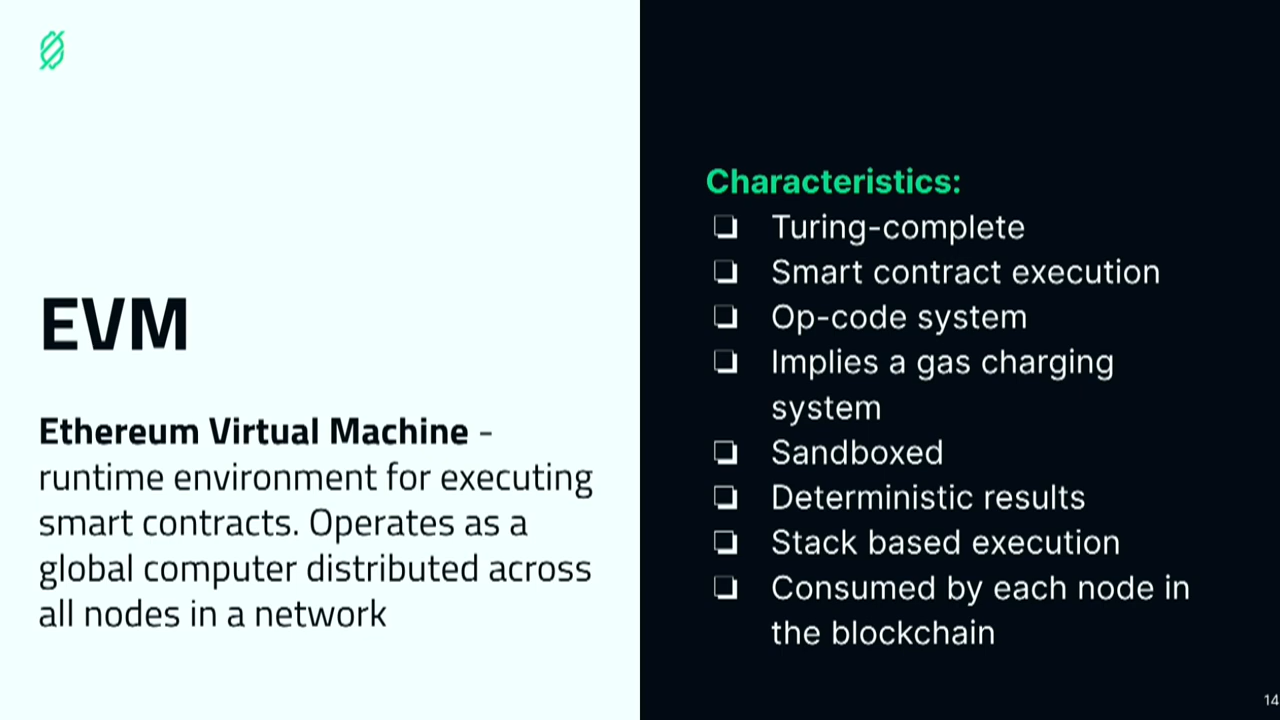 EVM
Ethereum Virtual Machine -
runtime environment for executing
smart contracts. Operates as a
global computer distributed across
all nodes in a network
Characteristics:
❏ Turing-complete
❏ Smart contract execution
❏ Op-code system
❏ Implies a gas charging
system
❏ Sandboxed
❏ Deterministic results
❏ Stack based execution
❏ Consumed by each node in
the blockchain
14